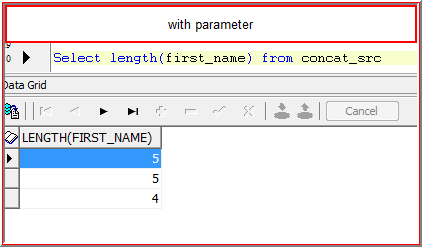 with parameter
Select length(first_name) from concat_src
Data Grid
Cancel
LENGTH(FIRST_NAME)
5
5
4